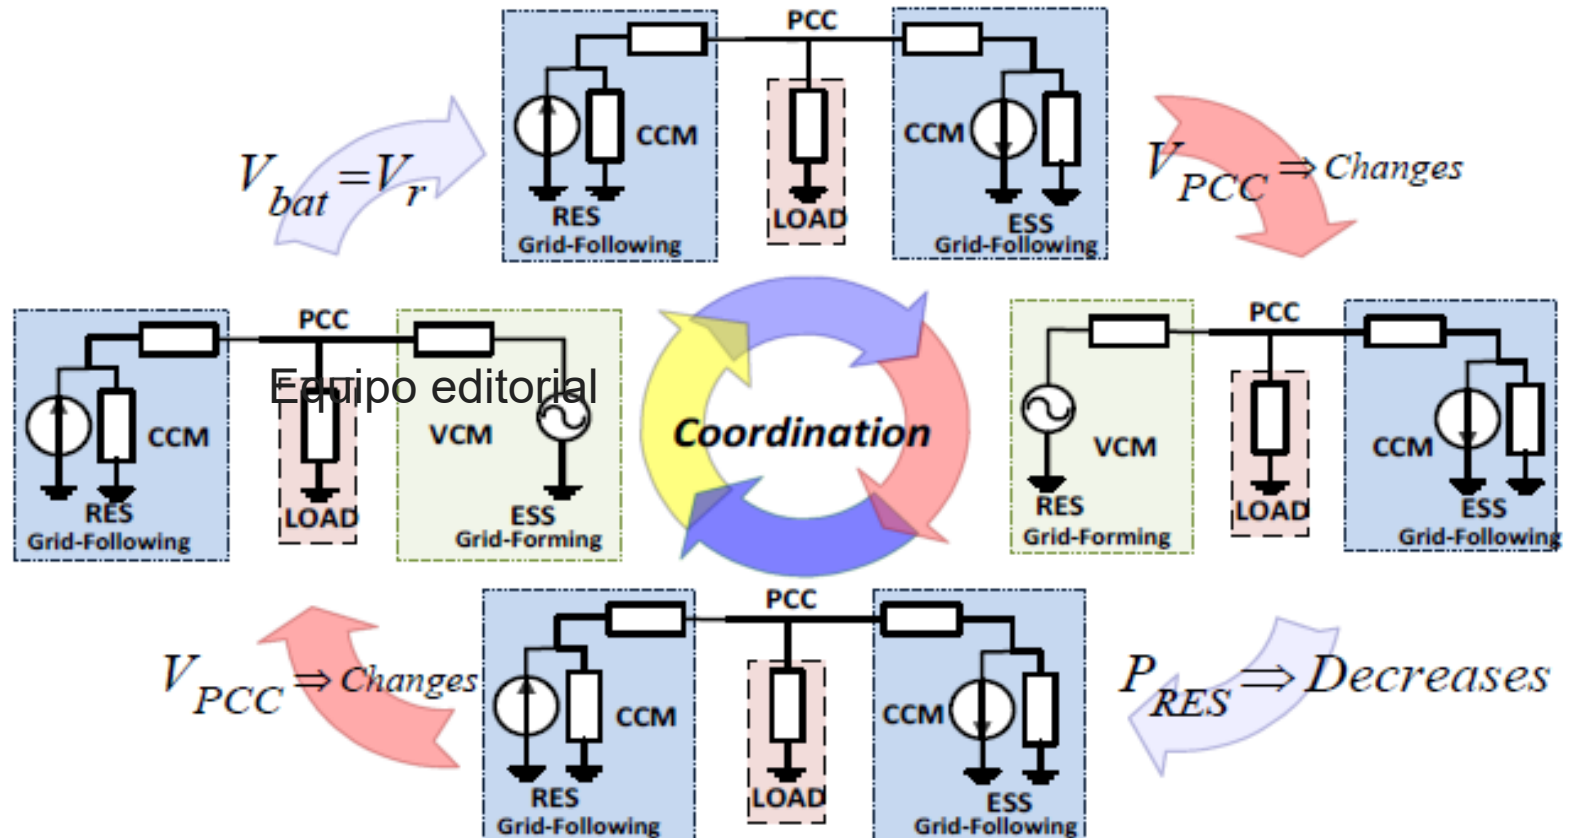 PCC
CCM
RES
Grid-Following
LOAD
CCM
ESS
Grid-Following
V_bat = V_r
V_PCC ⇒ Changes
PCC
CCM
RES
Grid-Following
LOAD
VCM
ESS
Grid-Forming
Equipo editorial
Coordination
PCC
VCM
RES
Grid-Forming
LOAD
CCM
ESS
Grid-Following
V_PCC ⇒ Changes
PCC
CCM
RES
Grid-Following
LOAD
CCM
ESS
Grid-Following
P_RES ⇒ Decreases